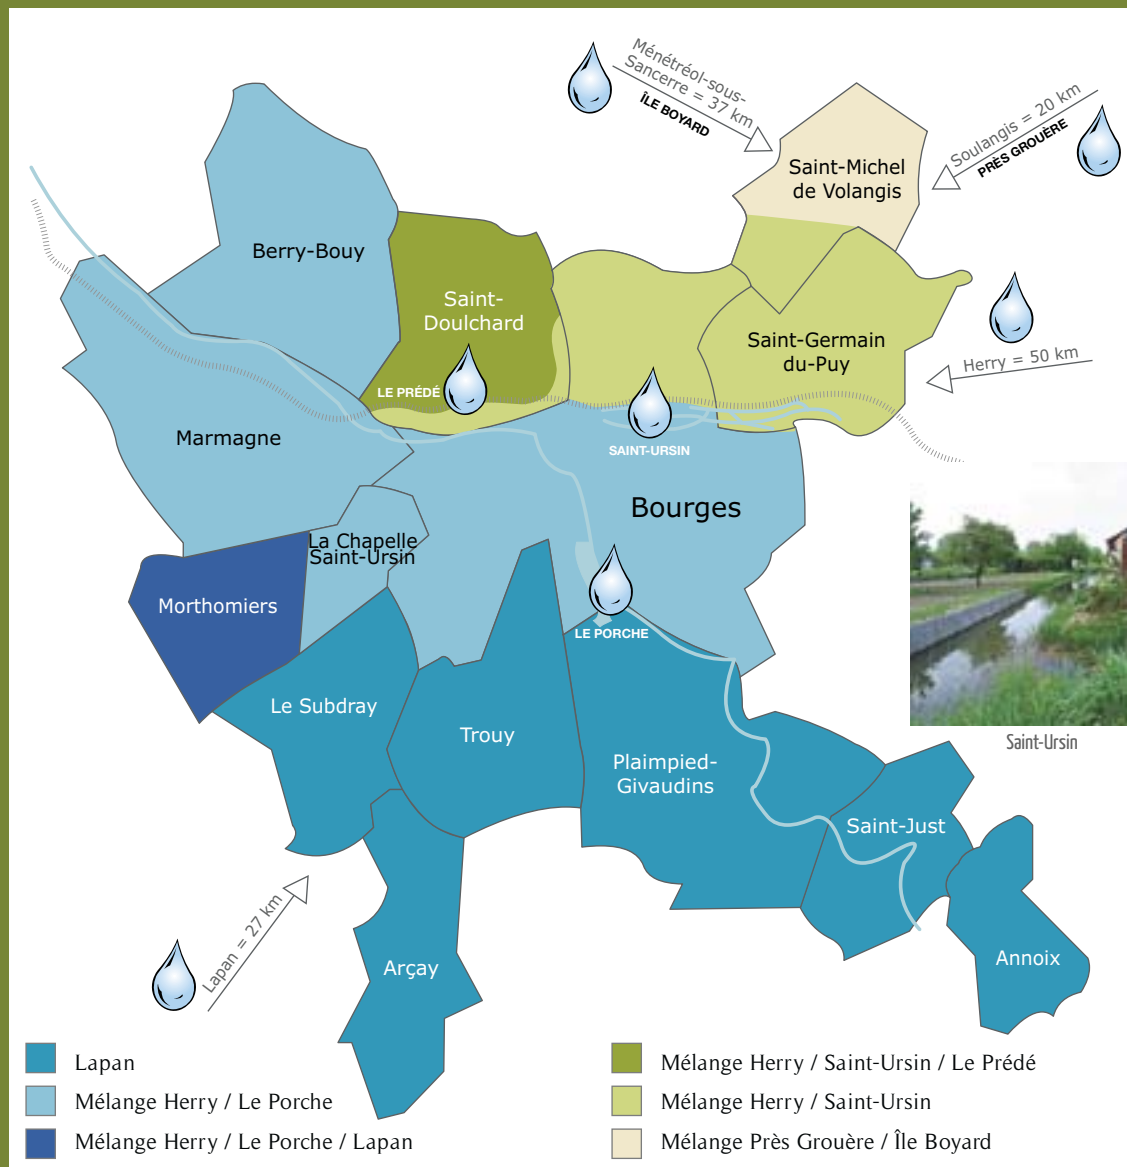 Ménétréol-sous-
Sancerre = 37 km
ÎLE BOYARD
Soulangis = 20 km
PRÈS GROUÈRE
Saint-Michel
de Volangis
Berry-Bouy
Saint-
Doulchard
Saint-Germain
du-Puy
Herry = 50 km
LE PRÉDÉ
Marmagne
SAINT-URSIN
Bourges
La Chapelle
Saint-Ursin
Morthomiers
LE PORCHE
Le Subdray
Trouy
Plaimpied-
Givaudins
Saint-Ursin
Saint-Just
Lapan = 27 km
Arçay
Annoix
Lapan
Mélange Herry / Le Porche
Mélange Herry / Le Porche / Lapan
Mélange Herry / Saint-Ursin / Le Prédé
Mélange Herry / Saint-Ursin
Mélange Près Grouère / Île Boyard